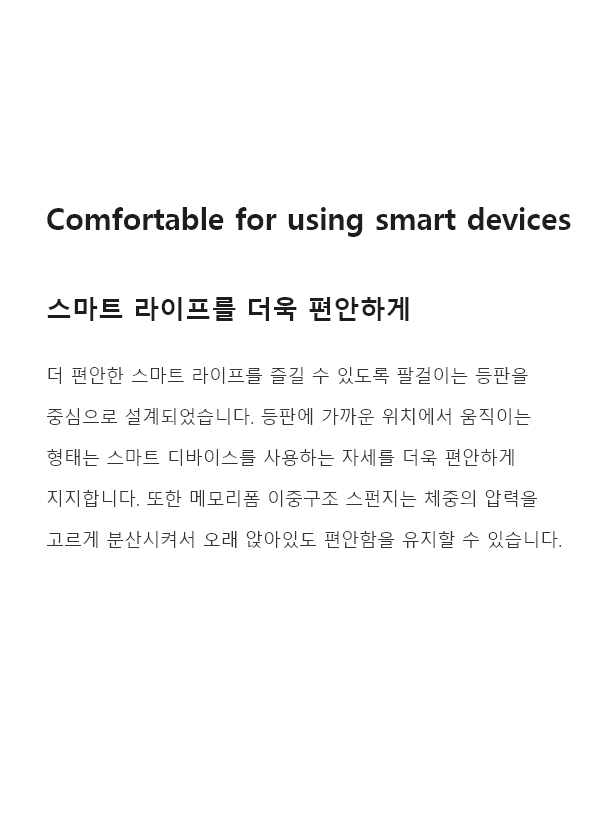 Comfortable for using smart devices
스마트 라이프를 더욱 편안하게
더 편안한 스마트 라이프를 즐길 수 있도록 팔걸이는 등판을
중심으로 설계되었습니다. 등판에 가까운 위치에서 움직이는
형태는 스마트 디바이스를 사용하는 자세를 더욱 편안하게
지지합니다. 또한 메모리폼 이중구조 스펀지는 체중의 압력을
고르게 분산시켜서 오래 앉아있도 편안함을 유지할 수 있습니다.